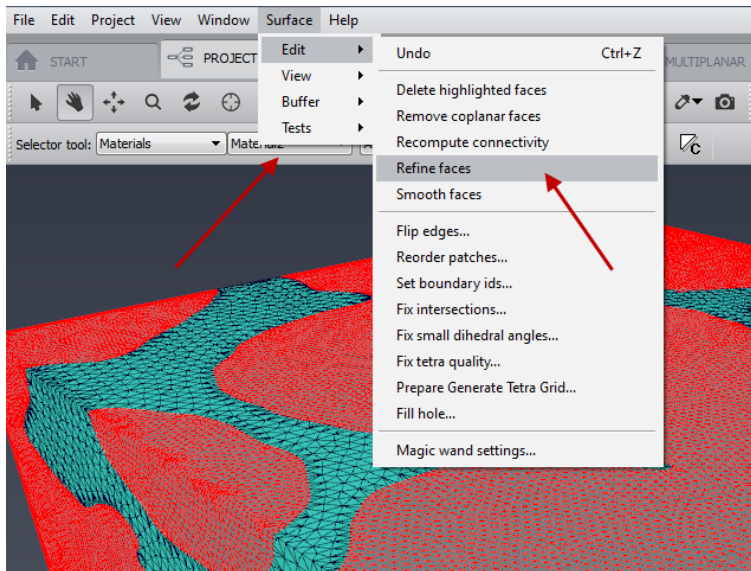 File Edit Project View Window Surface Help
START
PROJECT
MULTIPLANAR
Selector tool: Materials
Edit
View
Buffer
Tests
Undo Ctrl+Z
Delete highlighted faces
Remove coplanar faces
Recompute connectivity
Refine faces
Smooth faces
Flip edges...
Reorder patches...
Set boundary ids...
Fix intersections...
Fix small dihedral angles...
Fix tetra quality...
Prepare Generate Tetra Grid...
Fill hole...
Magic wand settings...